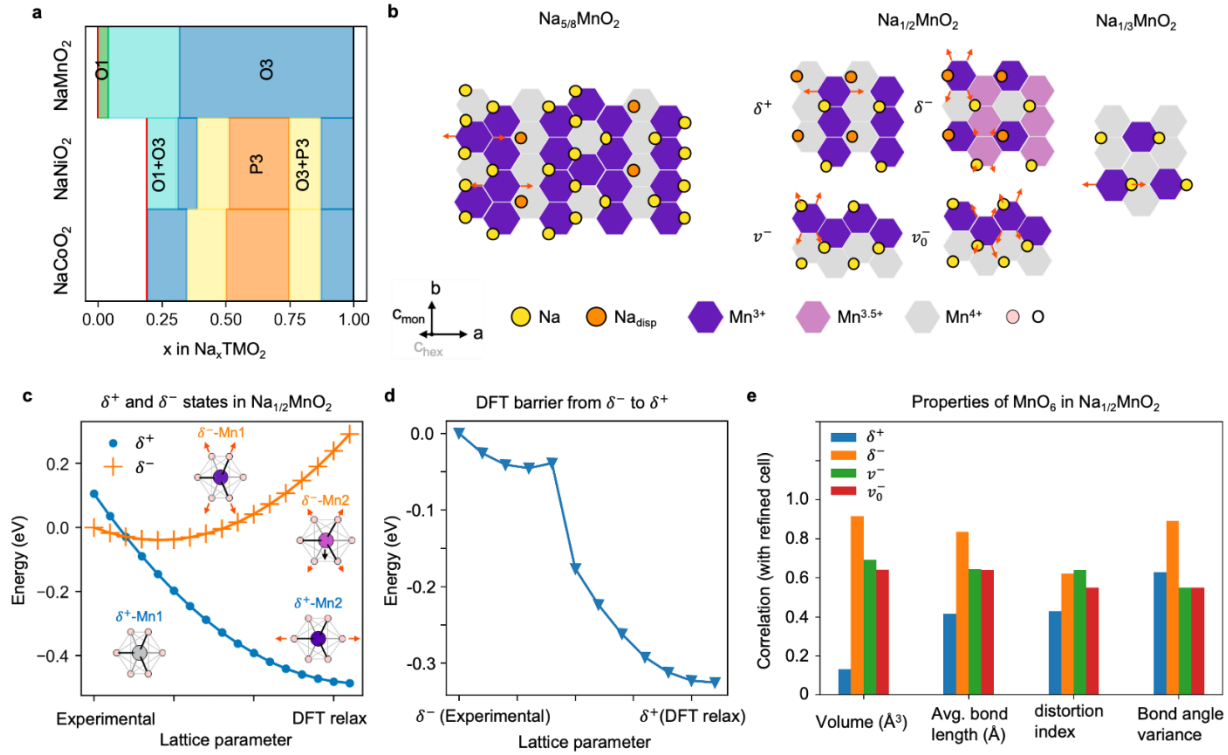 a
NaMnO₂
NaNiO₂
NaCoO₂
O1
O3
O1+O3
P3
O3+P3
0.00 0.25 0.50 0.75 1.00
x in NaₓTMO₂
b
Na₅/₈MnO₂
Na₁/₂MnO₂
Na₁/₃MnO₂
δ⁺
δ⁻
v⁻
v₀⁻
b
c_mon
a
c_hex
Na
Na_disp
Mn³⁺
Mn³·⁵⁺
Mn⁴⁺
O
c
δ⁺ and δ⁻ states in Na₁/₂MnO₂
δ⁺
δ⁻
δ⁻-Mn1
δ⁻-Mn2
δ⁺-Mn1
δ⁺-Mn2
0.2
0.0
−0.2
−0.4
Energy (eV)
Experimental
DFT relax
Lattice parameter
d
DFT barrier from δ⁻ to δ⁺
0.0
-0.1
-0.2
-0.3
Energy (eV)
δ⁻ (Experimental)
δ⁺(DFT relax)
Lattice parameter
e
Properties of MnO₆ in Na₁/₂MnO₂
δ⁺
δ⁻
v⁻
v₀⁻
1.0
0.8
0.6
0.4
0.2
0
Correlation (with refined cell)
Volume (Å³)
Avg. bond
length (Å)
distortion
index
Bond angle
variance